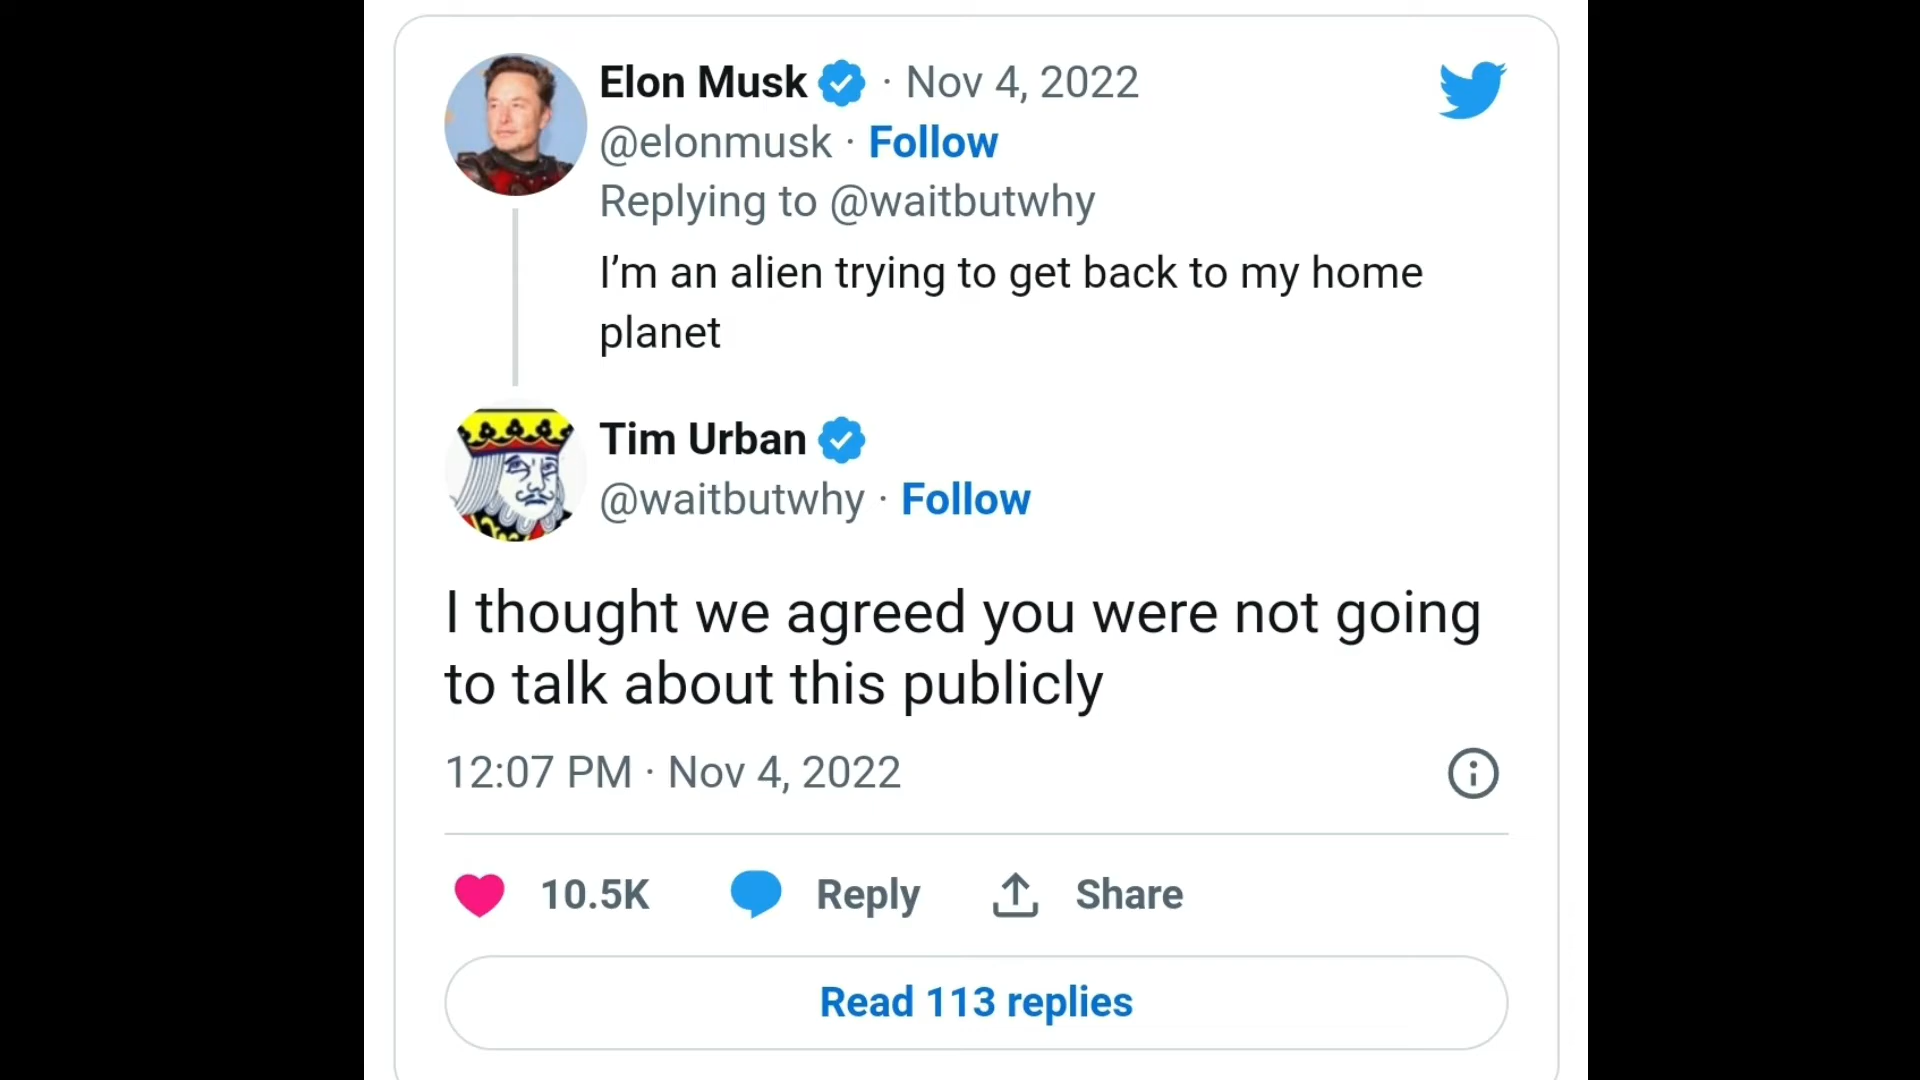 Elon Musk · Nov 4, 2022
@elonmusk · Follow
Replying to @waitbutwhy
I’m an alien trying to get back to my home
planet
Tim Urban
@waitbutwhy · Follow
I thought we agreed you were not going
to talk about this publicly
12:07 PM · Nov 4, 2022
10.5K Reply Share
Read 113 replies